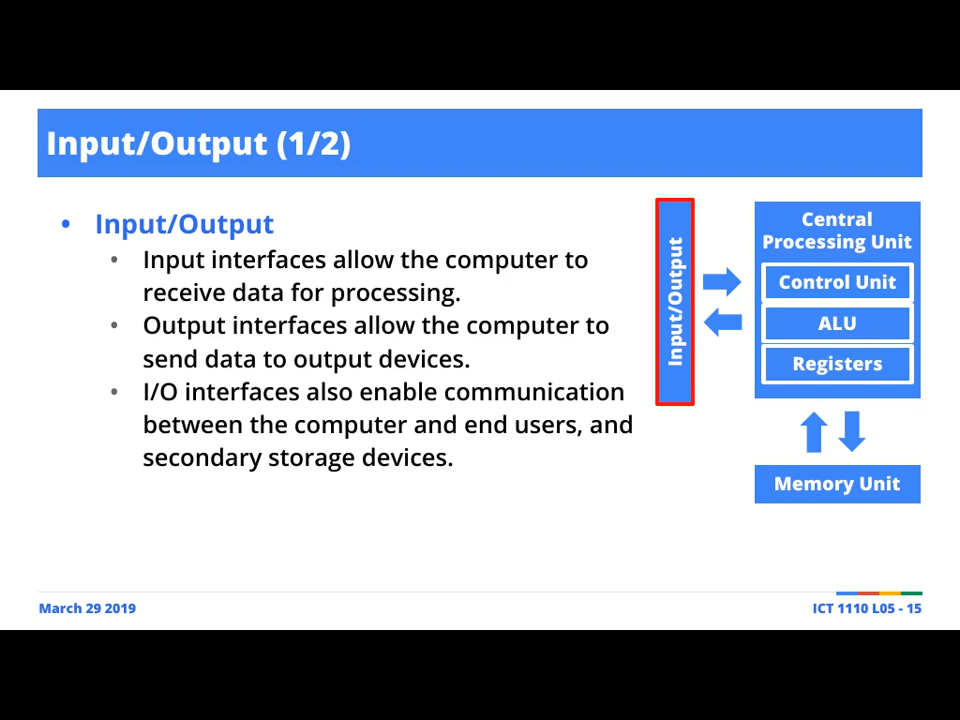 Input/Output (1/2)
• Input/Output
• Input interfaces allow the computer to
receive data for processing.
• Output interfaces allow the computer to
send data to output devices.
• I/O interfaces also enable communication
between the computer and end users, and
secondary storage devices.
Input/Output
Central
Processing Unit
Control Unit
ALU
Registers
Memory Unit
March 29 2019
ICT 1110 L05 - 15